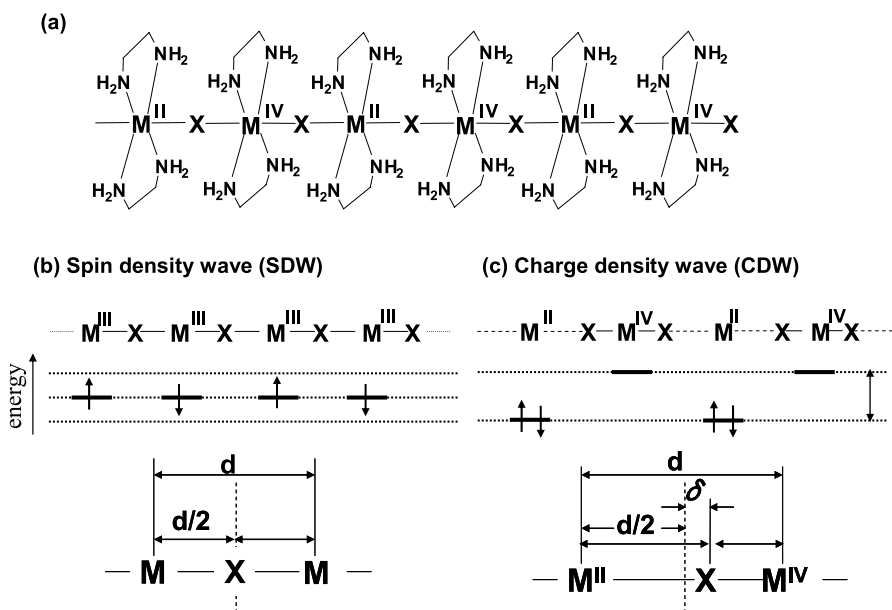 (a)
NH₂ NH₂ NH₂ NH₂ NH₂ NH₂
H₂N H₂N H₂N H₂N H₂N H₂N
M^II X M^IV X M^II X M^IV X M^II X M^IV X
NH₂ NH₂ NH₂ NH₂ NH₂ NH₂
H₂N H₂N H₂N H₂N H₂N H₂N
(b) Spin density wave (SDW)
M^III X M^III X M^III X M^III X
energy
d
d/2
M X M
(c) Charge density wave (CDW)
M^II X M^IV X M^II X M^IV X
d
δ
d/2
M^II X M^IV